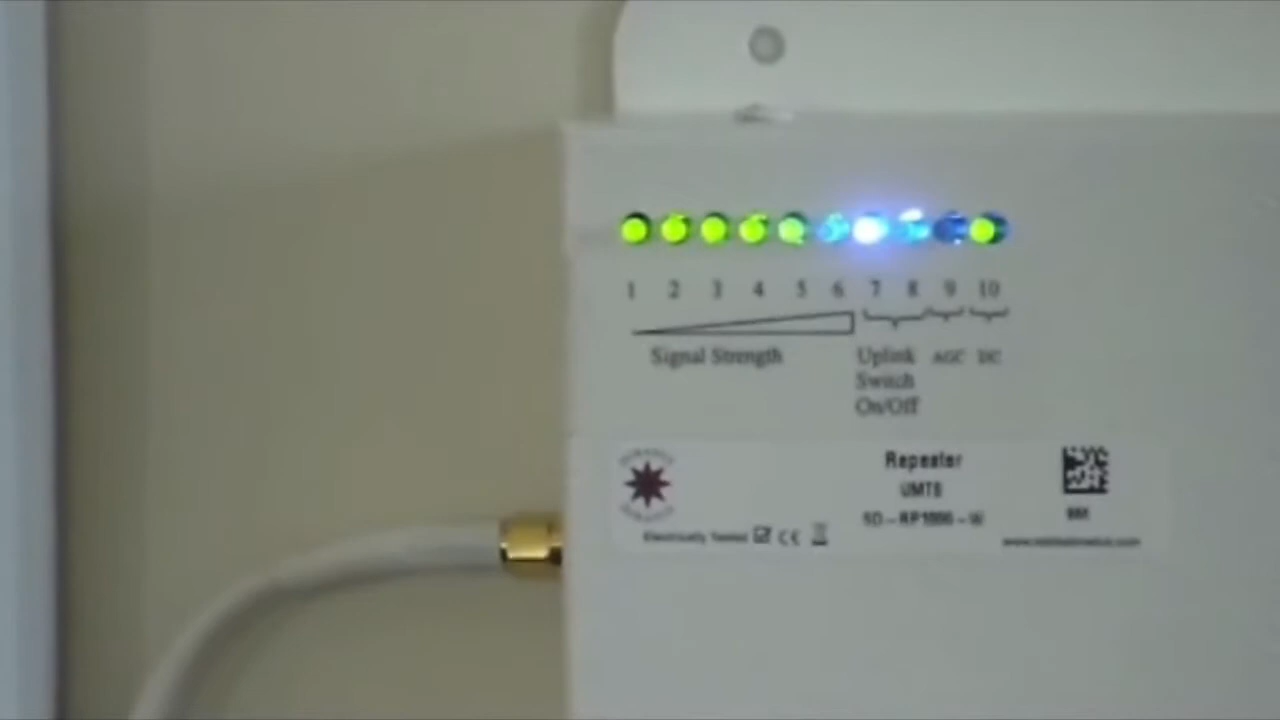 1 2 3 4 5 6 7 8 9 10
Signal Strength
Uplink
Switch
On/Off
AGC
DC
Repeater
UMTS
Electrically Tested CE